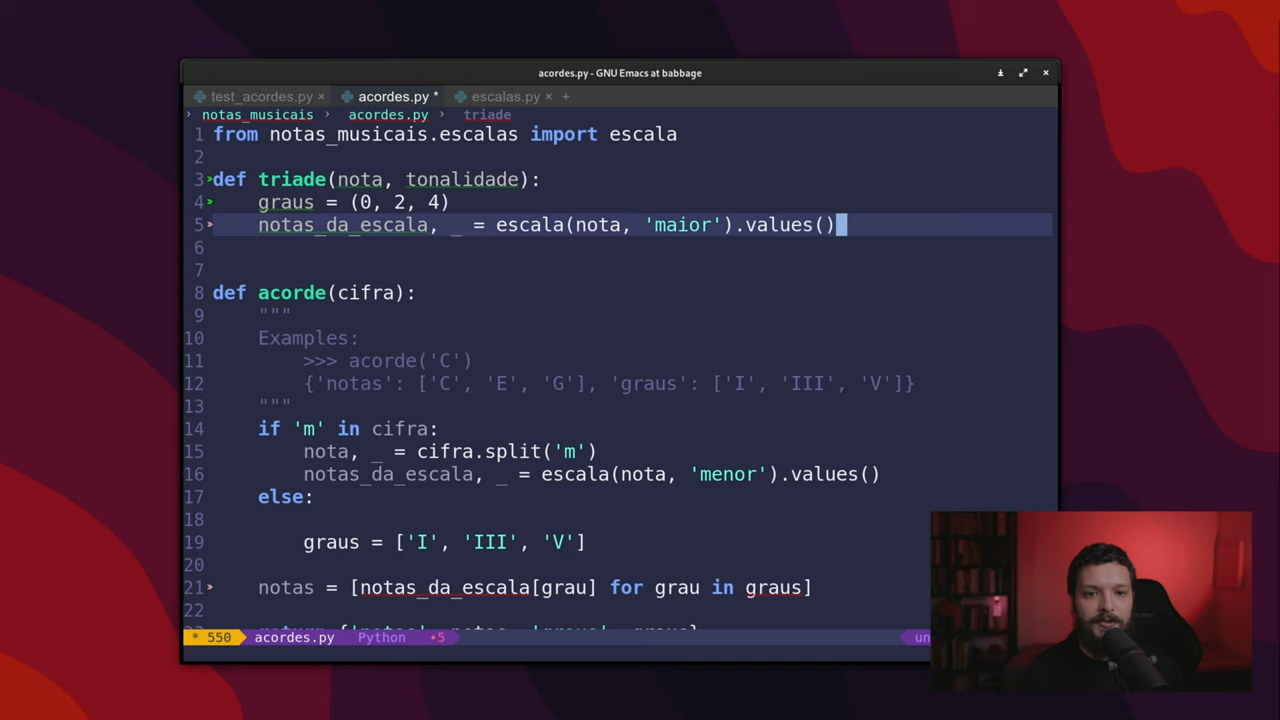 acordes.py - GNU Emacs at babbage
test_acordes.py × acordes.py * escalas.py × +
› notas_musicais › acordes.py › triade
1 from notas_musicais.escalas import escala
2
3 def triade(nota, tonalidade):
4 graus = (0, 2, 4)
5 notas_da_escala, _ = escala(nota, 'maior').values()
6
7
8 def acorde(cifra):
9 """
10 Examples:
11 >>> acorde('C')
12 {'notas': ['C', 'E', 'G'], 'graus': ['I', 'III', 'V']}
13 """
14 if 'm' in cifra:
15 nota, _ = cifra.split('m')
16 notas_da_escala, _ = escala(nota, 'menor').values()
17 else:
18
19 graus = ['I', 'III', 'V']
20
21 notas = [notas_da_escala[grau] for grau in graus]
22
* 550 acordes.py Python •5 un